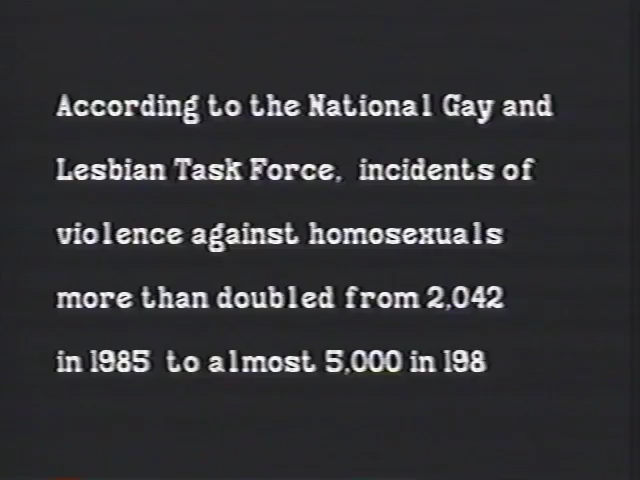 According to the National Gay and
Lesbian Task Force, incidents of
violence against homosexuals
more than doubled from 2,042
in 1985 to almost 5,000 in 198